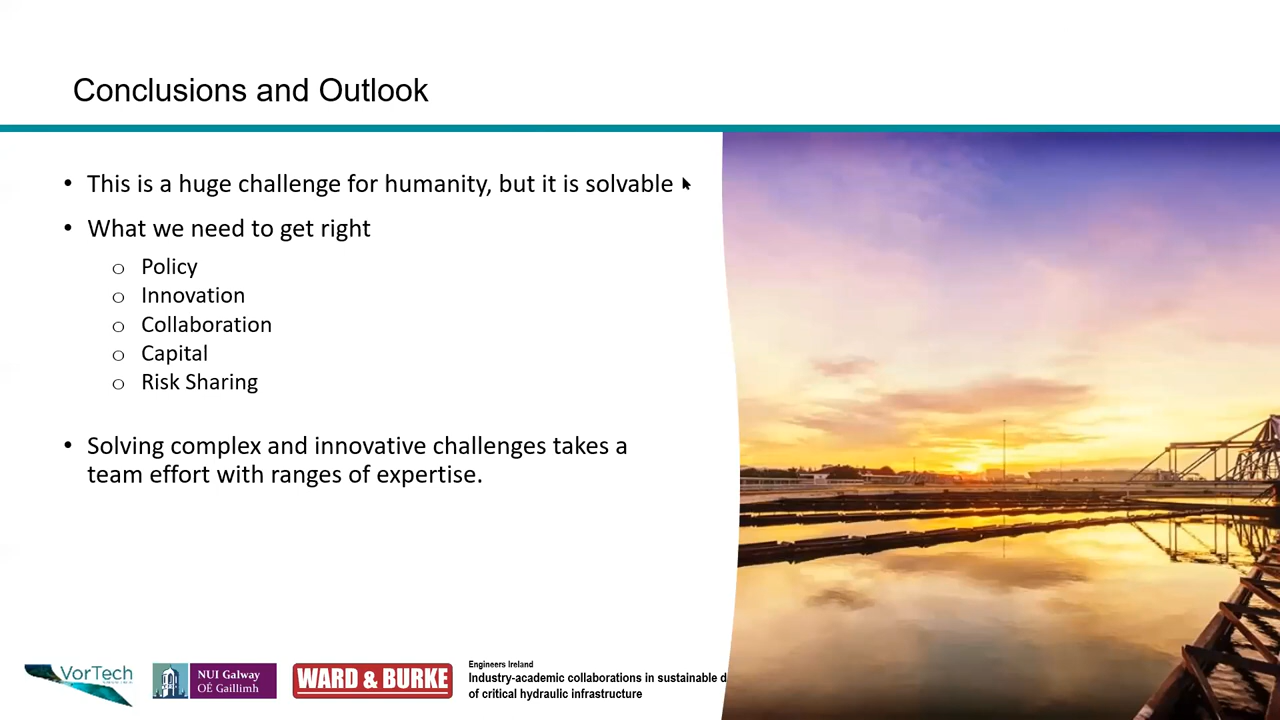 Conclusions and Outlook
• This is a huge challenge for humanity, but it is solvable
• What we need to get right
o Policy
o Innovation
o Collaboration
o Capital
o Risk Sharing
• Solving complex and innovative challenges takes a
team effort with ranges of expertise.
VorTech
NUI Galway
OÉ Gaillimh
WARD & BURKE
Engineers Ireland
Industry-academic collaborations in sustainable d
of critical hydraulic infrastructure